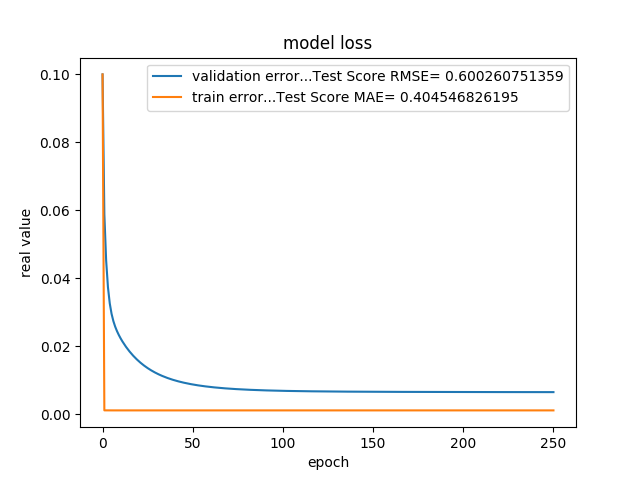 model loss
validation error...Test Score RMSE= 0.600260751359
train error...Test Score MAE= 0.404546826195
real value
0.10
0.08
0.06
0.04
0.02
0.00
0 50 100 150 200 250
epoch